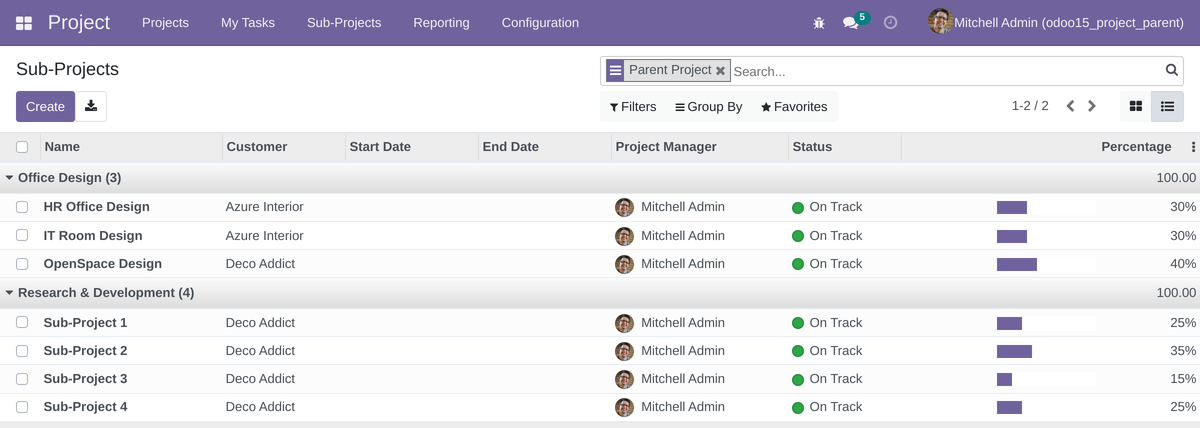 Project Projects My Tasks Sub-Projects Reporting Configuration 5 Mitchell Admin (odoo15_project_parent)
Sub-Projects Parent Project Search...
Create Filters Group By Favorites 1-2 / 2
Name Customer Start Date End Date Project Manager Status Percentage
Office Design (3) 100.00
HR Office Design Azure Interior Mitchell Admin On Track 30%
IT Room Design Azure Interior Mitchell Admin On Track 30%
OpenSpace Design Deco Addict Mitchell Admin On Track 40%
Research & Development (4) 100.00
Sub-Project 1 Deco Addict Mitchell Admin On Track 25%
Sub-Project 2 Deco Addict Mitchell Admin On Track 35%
Sub-Project 3 Deco Addict Mitchell Admin On Track 15%
Sub-Project 4 Deco Addict Mitchell Admin On Track 25%